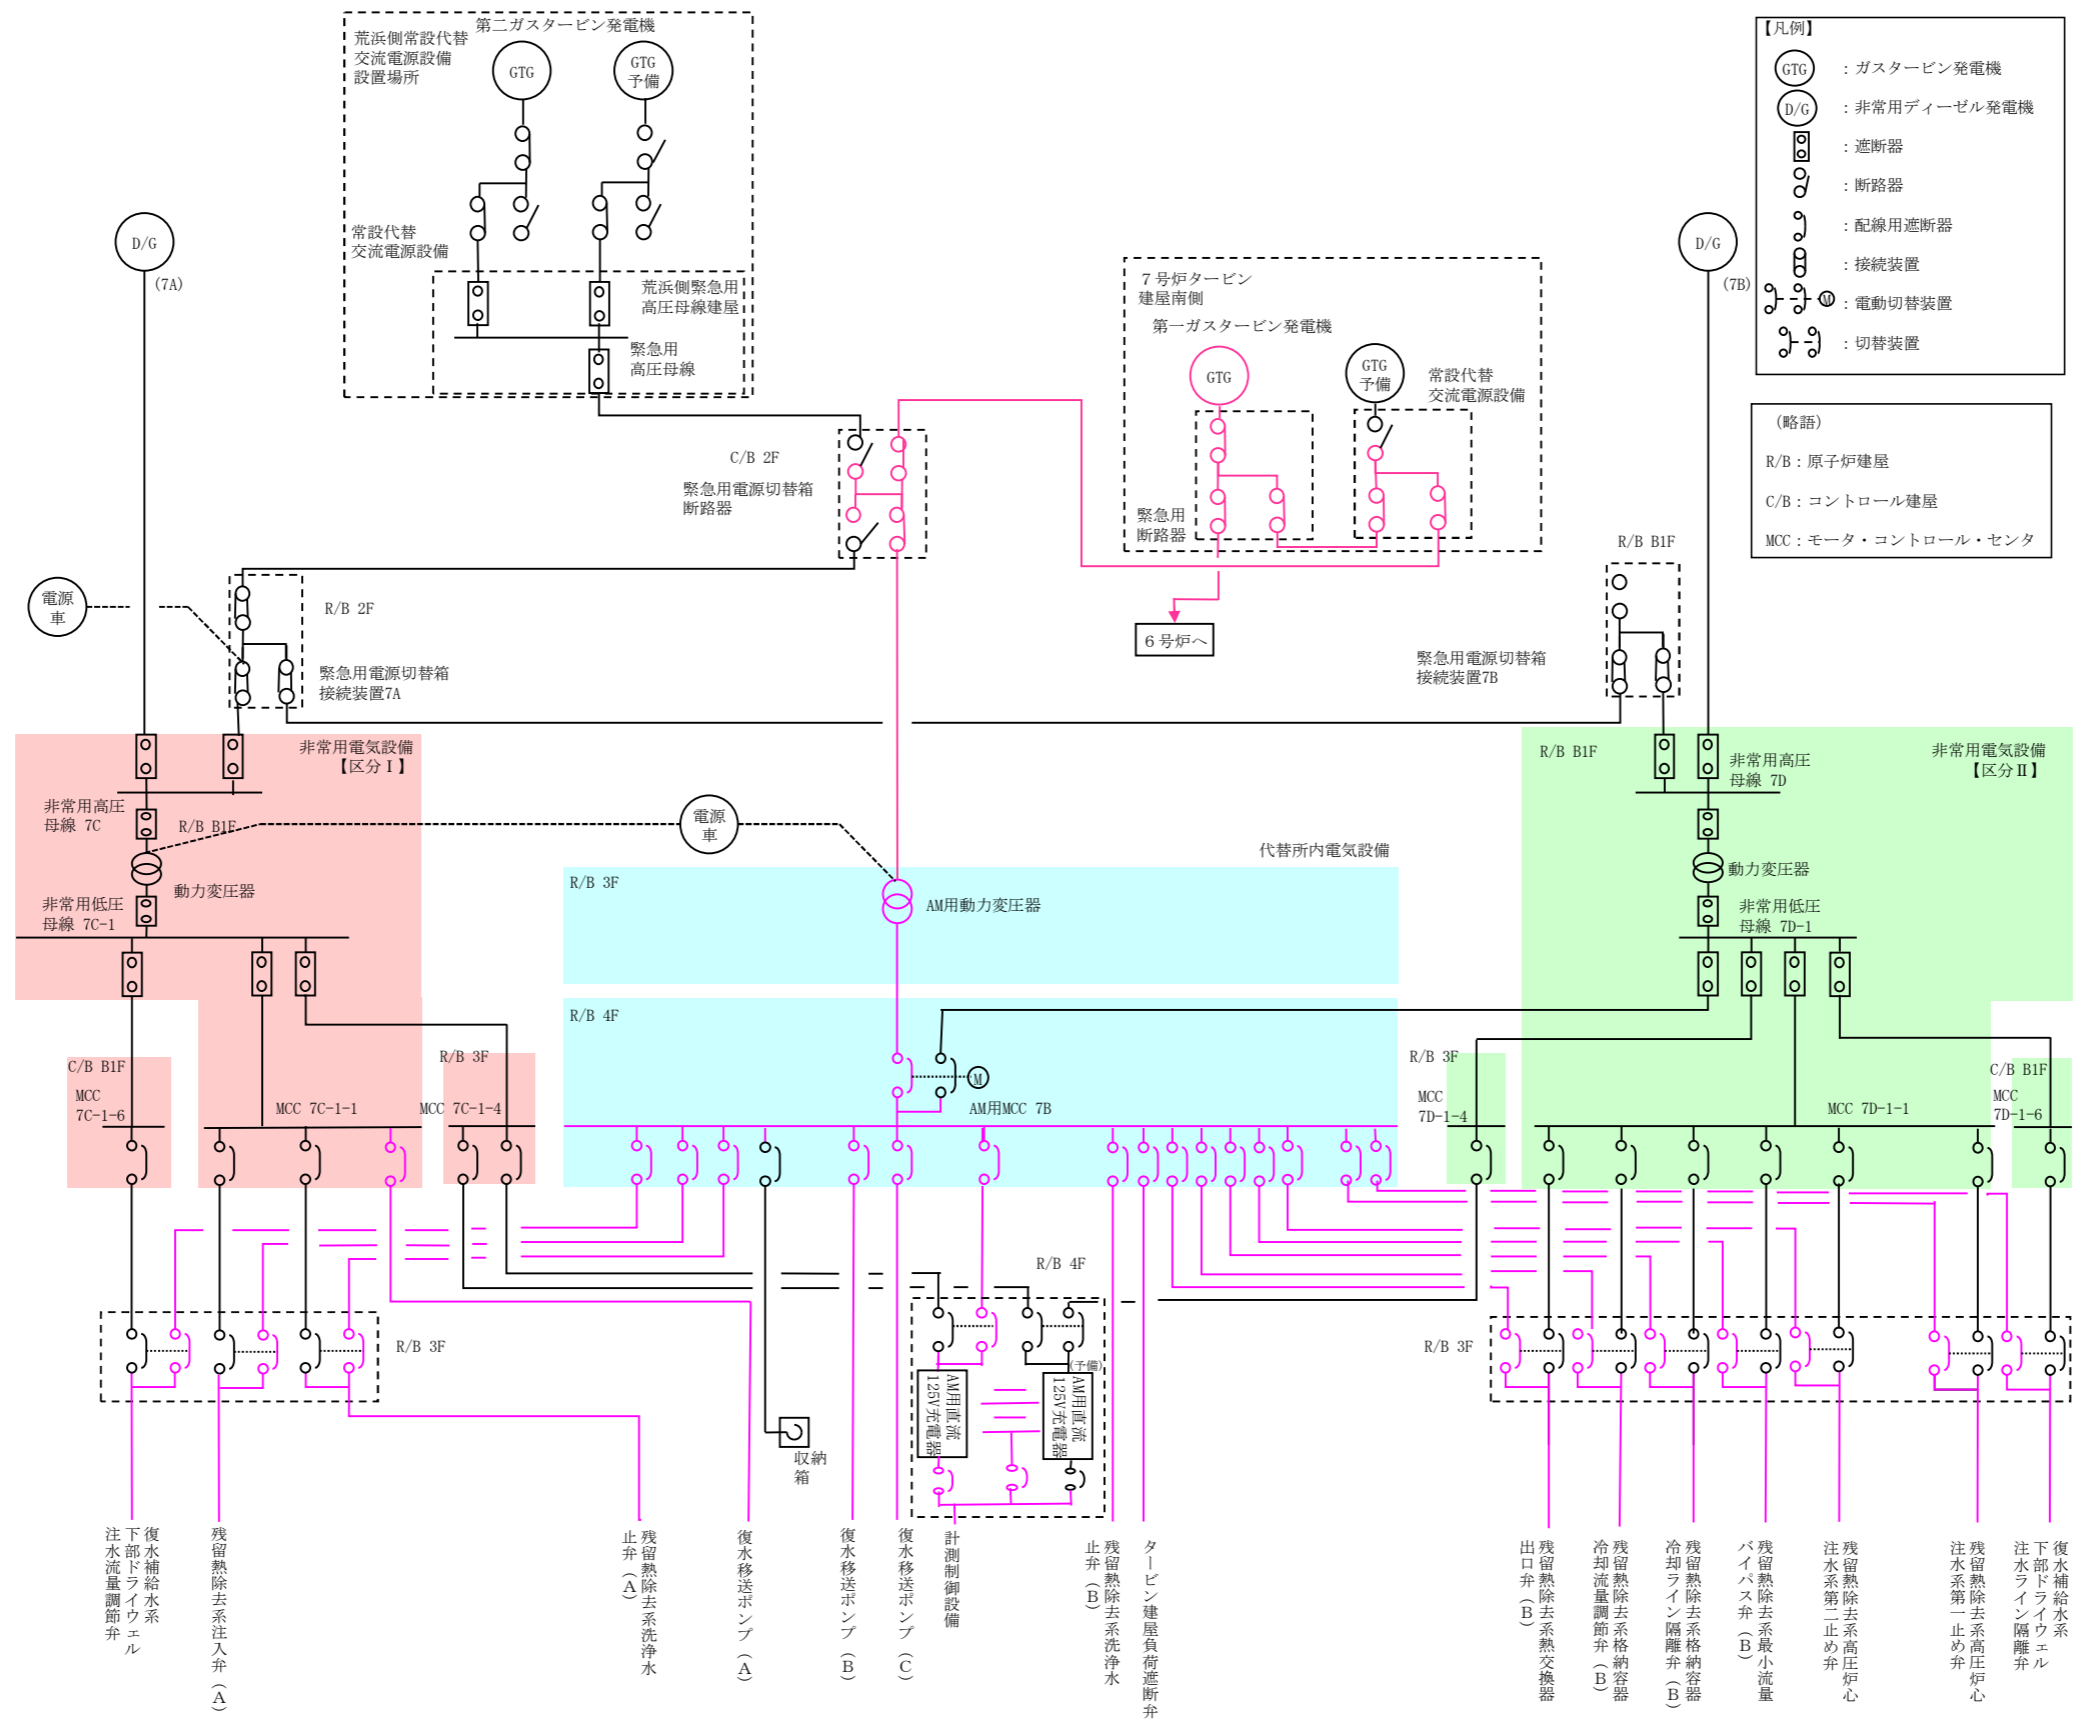 第二ガスタービン発電機
荒浜側常設代替
交流電源設備
設置場所
GTG
GTG
予備
常設代替
交流電源設備
荒浜側緊急用
高圧母線建屋
緊急用
高圧母線
D/G
(7A)
C/B 2F
緊急用電源切替箱
断路器
7号炉タービン
建屋南側
第一ガスタービン発電機
GTG
GTG
予備
常設代替
交流電源設備
緊急用
断路器
6号炉へ
D/G
(7B)
【凡例】
GTG
：ガスタービン発電機
D/G
：非常用ディーゼル発電機
：遮断器
：断路器
：配線用遮断器
：接続装置
M
：電動切替装置
：切替装置
（略語）
R/B：原子炉建屋
C/B：コントロール建屋
MCC：モータ・コントロール・センタ
電源
車
R/B 2F
緊急用電源切替箱
接続装置7A
R/B B1F
緊急用電源切替箱
接続装置7B
非常用電気設備
【区分Ⅰ】
非常用高圧
母線 7C
R/B B1F
動力変圧器
非常用低圧
母線 7C-1
電源
車
代替所内電気設備
R/B 3F
AM用動力変圧器
R/B 4F
M
AM用MCC 7B
R/B B1F
非常用電気設備
【区分Ⅱ】
非常用高圧
母線 7D
動力変圧器
非常用低圧
母線 7D-1
C/B B1F
MCC
7C-1-6
MCC 7C-1-1
R/B 3F
MCC 7C-1-4
R/B 3F
MCC
7D-1-4
MCC 7D-1-1
C/B B1F
MCC
7D-1-6
R/B 3F
R/B 4F
(予備)
AM用直流
125V充電器
AM用直流
125V充電器
収納
箱
R/B 3F
復水補給水系
下部ドライウェル
注水流量調節弁
残留熱除去系注入弁（A）
残留熱除去系洗浄水
止弁（A）
復水移送ポンプ（A）
復水移送ポンプ（B）
復水移送ポンプ（C）
計測制御設備
残留熱除去系洗浄水
止弁（B）
タービン建屋負荷遮断弁
残留熱除去系熱交換器
出口弁（B）
残留熱除去系格納容器
冷却流量調節弁（B）
残留熱除去系格納容器
冷却ライン隔離弁（B）
残留熱除去系最小流量
バイパス弁（B）
残留熱除去系高圧炉心
注水系第二止め弁
残留熱除去系高圧炉心
注水系第一止め弁
復水補給水系
下部ドライウェル
注水ライン隔離弁